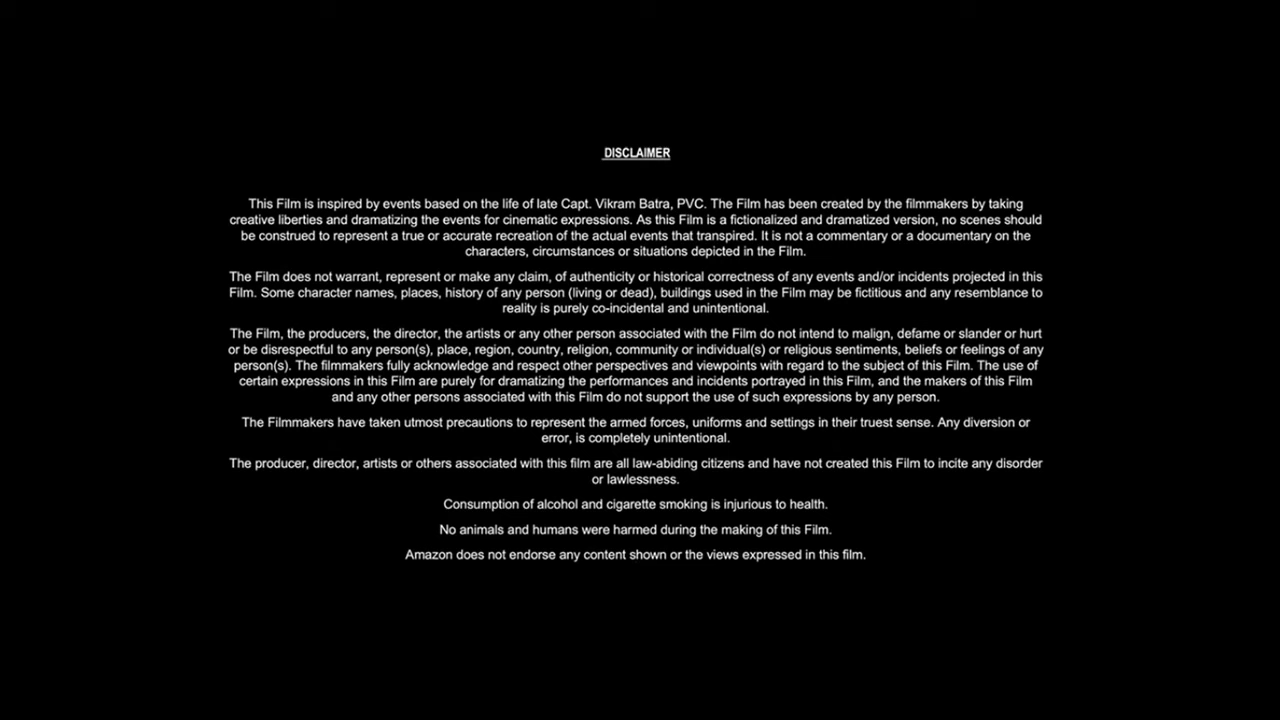 DISCLAIMER
This Film is inspired by events based on the life of late Capt. Vikram Batra, PVC. The Film has been created by the filmmakers by taking
creative liberties and dramatizing the events for cinematic expressions. As this Film is a fictionalized and dramatized version, no scenes should
be construed to represent a true or accurate recreation of the actual events that transpired. It is not a commentary or a documentary on the
characters, circumstances or situations depicted in the Film.
The Film does not warrant, represent or make any claim, of authenticity or historical correctness of any events and/or incidents projected in this
Film. Some character names, places, history of any person (living or dead), buildings used in the Film may be fictitious and any resemblance to
reality is purely co-incidental and unintentional.
The Film, the producers, the director, the artists or any other person associated with the Film do not intend to malign, defame or slander or hurt
or be disrespectful to any person(s), place, region, country, religion, community or individual(s) or religious sentiments, beliefs or feelings of any
person(s). The filmmakers fully acknowledge and respect other perspectives and viewpoints with regard to the subject of this Film. The use of
certain expressions in this Film are purely for dramatizing the performances and incidents portrayed in this Film, and the makers of this Film
and any other persons associated with this Film do not support the use of such expressions by any person.
The Filmmakers have taken utmost precautions to represent the armed forces, uniforms and settings in their truest sense. Any diversion or
error, is completely unintentional.
The producer, director, artists or others associated with this film are all law-abiding citizens and have not created this Film to incite any disorder
or lawlessness.
Consumption of alcohol and cigarette smoking is injurious to health.
No animals and humans were harmed during the making of this Film.
Amazon does not endorse any content shown or the views expressed in this film.